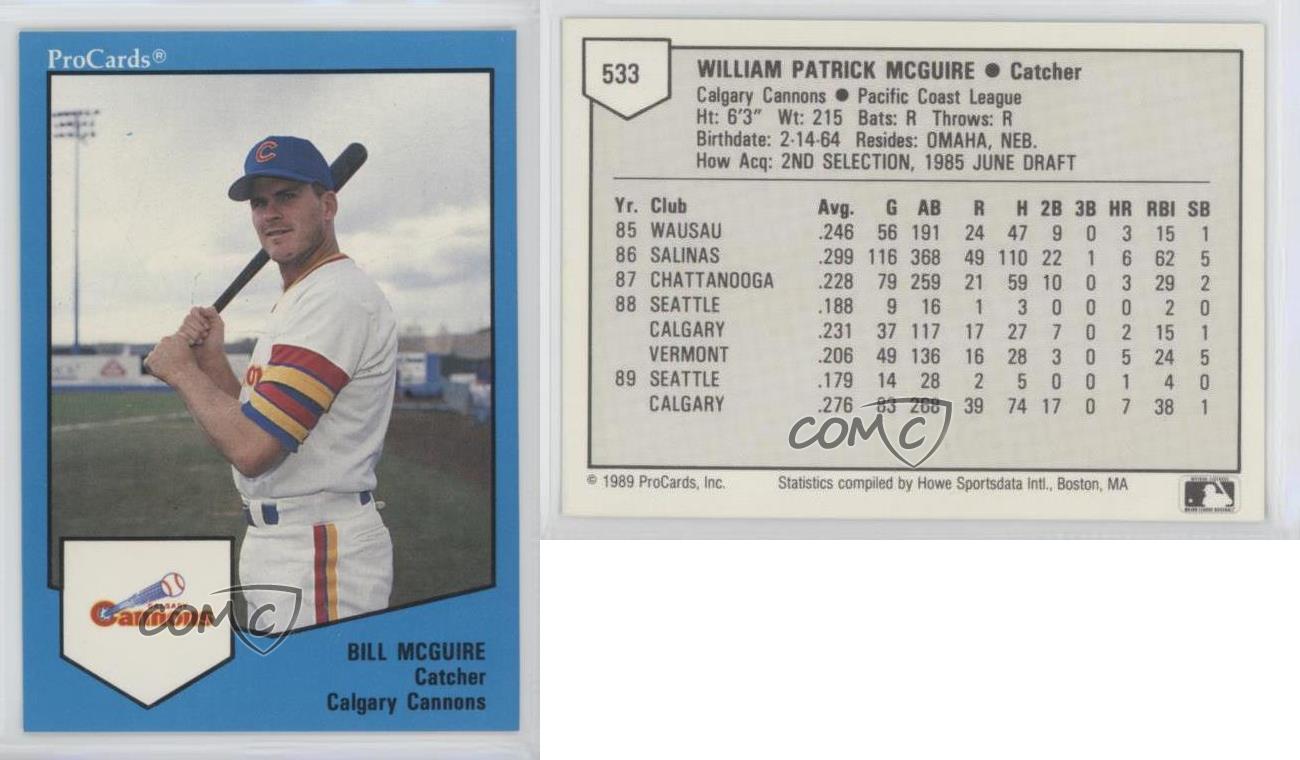 ProCards®
C
CALGARY
Cannons
COMC
BILL MCGUIRE
Catcher
Calgary Cannons
533
WILLIAM PATRICK MCGUIRE ● Catcher
Calgary Cannons ● Pacific Coast League
Ht: 6'3" Wt: 215 Bats: R Throws: R
Birthdate: 2-14-64 Resides: OMAHA, NEB.
How Acq: 2ND SELECTION, 1985 JUNE DRAFT
Yr. Club Avg. G AB R H 2B 3B HR RBI SB
85 WAUSAU .246 56 191 24 47 9 0 3 15 1
86 SALINAS .299 116 368 49 110 22 1 6 62 5
87 CHATTANOOGA .228 79 259 21 59 10 0 3 29 2
88 SEATTLE .188 9 16 1 3 0 0 0 2 0
CALGARY .231 37 117 17 27 7 0 2 15 1
VERMONT .206 49 136 16 28 3 0 5 24 5
89 SEATTLE .179 14 28 2 5 0 0 1 4 0
CALGARY .276 83 268 39 74 17 0 7 38 1
COMC
© 1989 ProCards, Inc. Statistics compiled by Howe Sportsdata Intl., Boston, MA